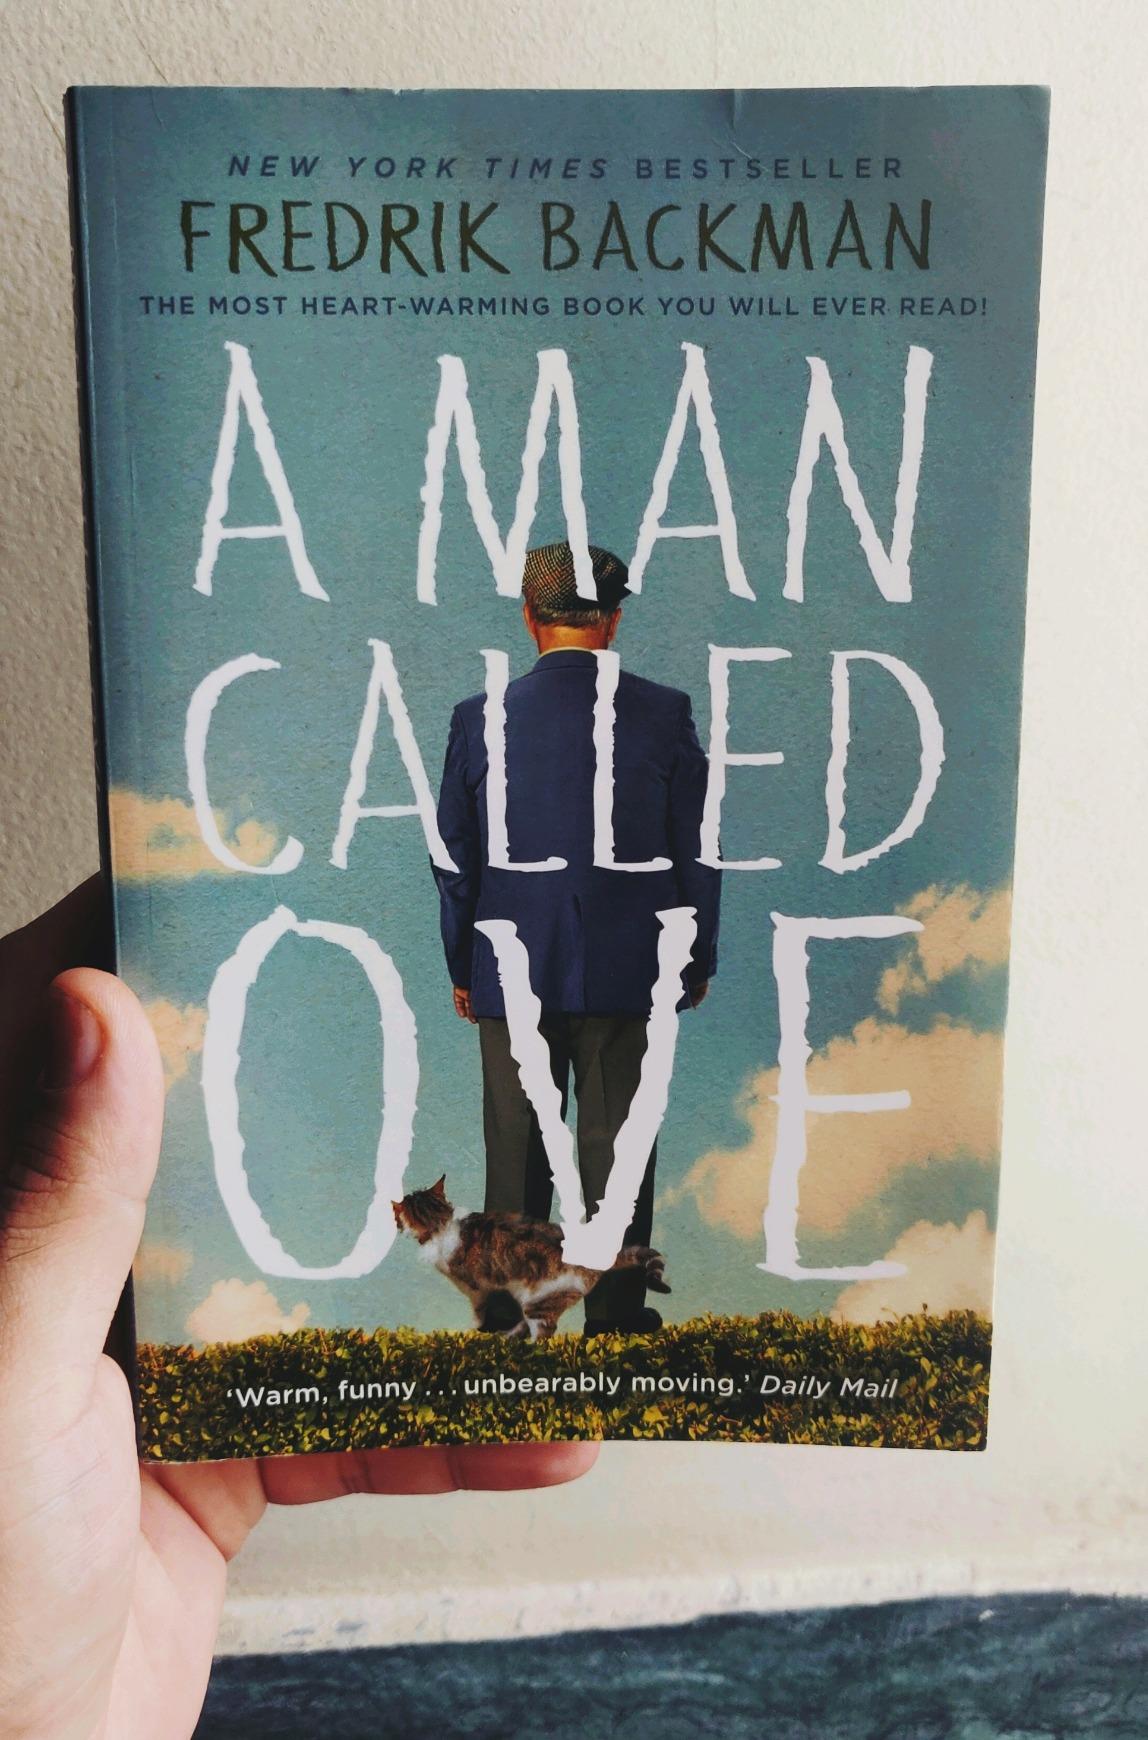 NEW YORK TIMES BESTSELLER
FREDRIK BACKMAN
THE MOST HEART-WARMING BOOK YOU WILL EVER READ!
A MAN
CALLED
OVE
‘Warm, funny . . . unbearably moving.’ Daily Mail